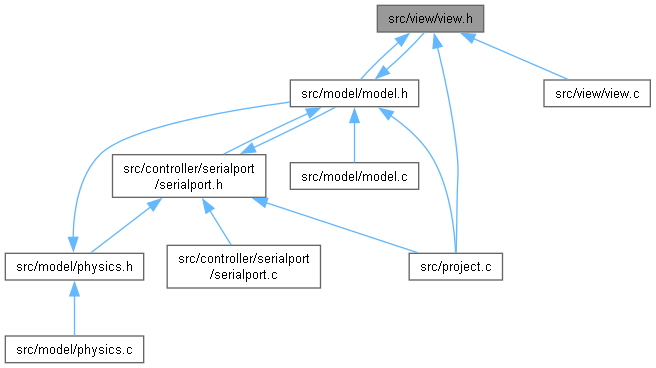 src/view/view.h
src/model/model.h
src/view/view.c
src/controller/serialport
/serialport.h
src/model/model.c
src/model/physics.h
src/controller/serialport
/serialport.c
src/project.c
src/model/physics.c